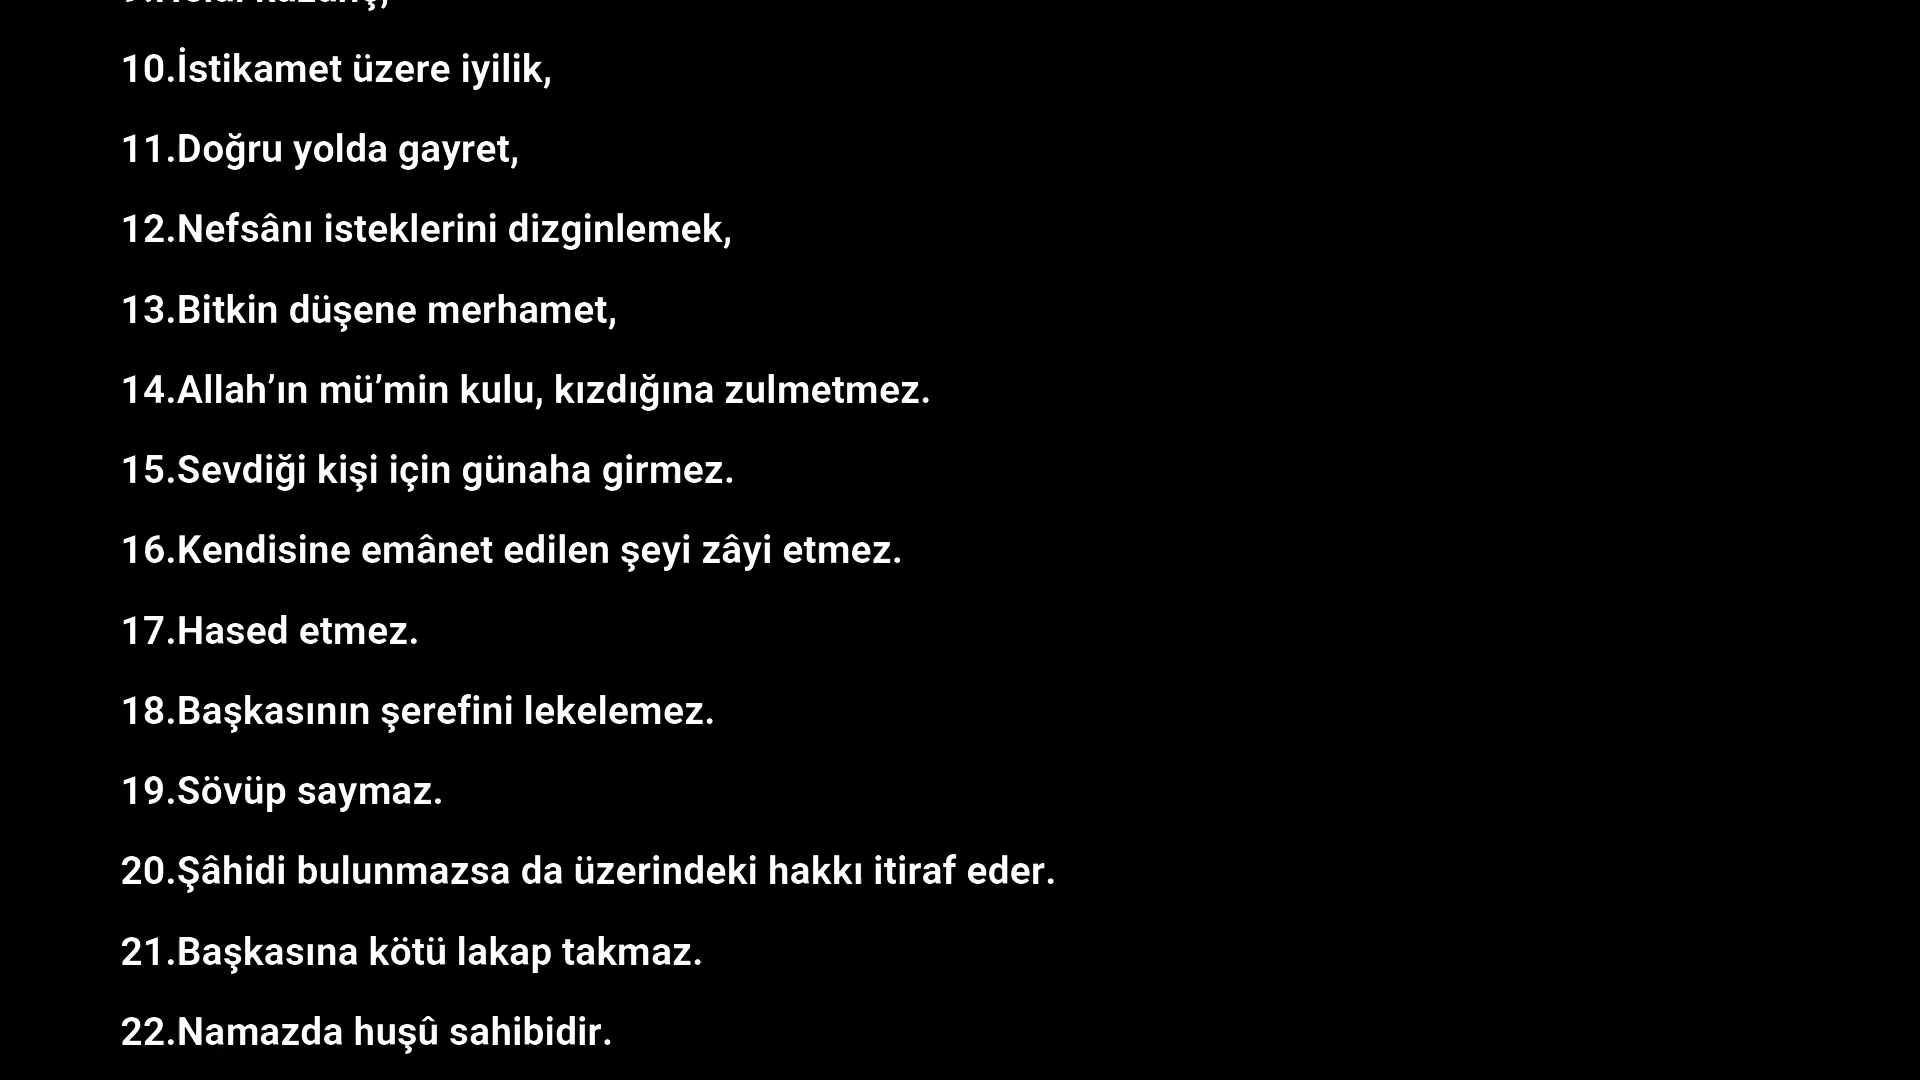 10.İstikamet üzere iyilik,
11.Doğru yolda gayret,
12.Nefsânı isteklerini dizginlemek,
13.Bitkin düşene merhamet,
14.Allah’ın mü’min kulu, kızdığına zulmetmez.
15.Sevdiği kişi için günaha girmez.
16.Kendisine emânet edilen şeyi zâyi etmez.
17.Hased etmez.
18.Başkasının şerefini lekelemez.
19.Sövüp saymaz.
20.Şâhidi bulunmazsa da üzerindeki hakkı itiraf eder.
21.Başkasına kötü lakap takmaz.
22.Namazda huşû sahibidir.